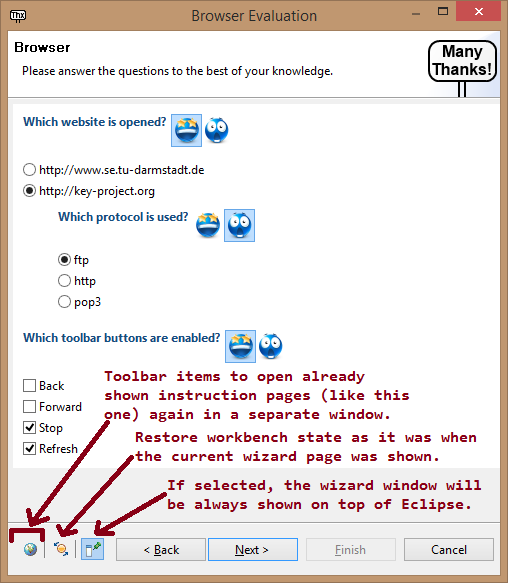 Thx
Browser Evaluation
Browser
Please answer the questions to the best of your knowledge.
Many
Thanks!
Which website is opened?
http://www.se.tu-darmstadt.de
http://key-project.org
Which protocol is used?
ftp
http
pop3
Which toolbar buttons are enabled?
Back
Forward
Stop
Refresh
Toolbar items to open already
shown instruction pages (like this
one) again in a separate window.
Restore workbench state as it was when
the current wizard page was shown.
If selected, the wizard window will
be always shown on top of Eclipse.
< Back
Next >
Finish
Cancel